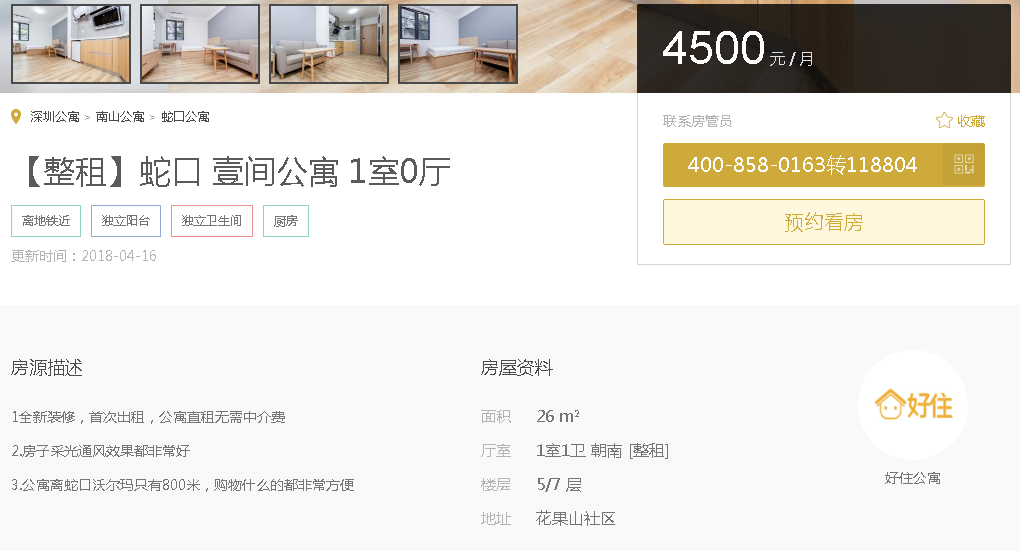 4500 元 / 月
深圳公寓 > 南山公寓 > 蛇口公寓
联系房管员
收藏
【整租】蛇口 壹间公寓 1室0厅
400-858-0163转118804
离地铁近 独立阳台 独立卫生间 厨房
预约看房
更新时间：2018-04-16
房源描述
1全新装修，首次出租，公寓直租无需中介费
2.房子采光通风效果都非常好
3.公寓离蛇口沃尔玛只有800米，购物什么的都非常方便
房屋资料
面积 26 m²
厅室 1室1卫 朝南 [整租]
楼层 5/7 层
地址 花果山社区
好住
好住公寓